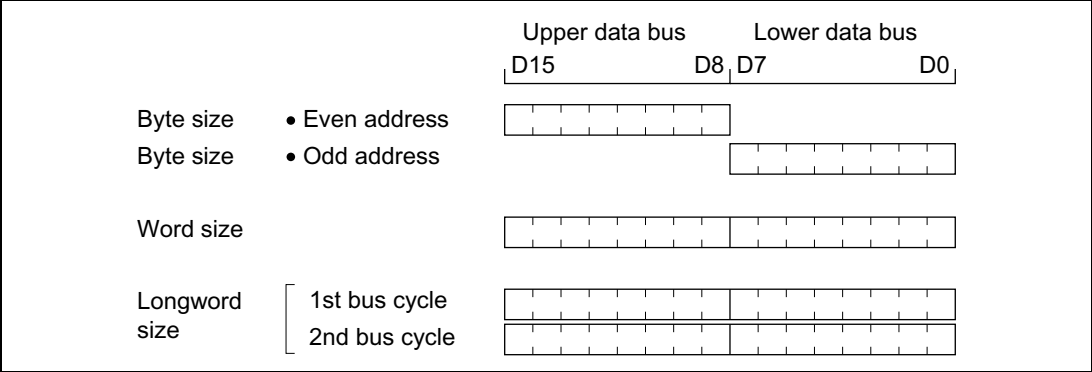 Upper data bus Lower data bus
D15 D8 D7 D0
Byte size • Even address
Byte size • Odd address
Word size
Longword size 1st bus cycle
2nd bus cycle